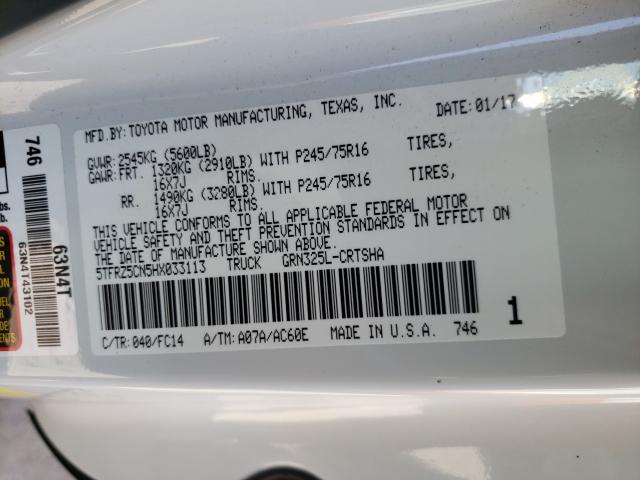 MFD.BY: TOYOTA MOTOR MANUFACTURING, TEXAS, INC. DATE: 01/17
GVWR: 2545KG (5600LB)
GAWR: FRT. 1320KG (2910LB) WITH P245/75R16 TIRES,
16X7J RIMS.
RR. 1490KG (3280LB) WITH P245/75R16 TIRES,
16X7J RIMS.
THIS VEHICLE CONFORMS TO ALL APPLICABLE FEDERAL MOTOR
VEHICLE SAFETY AND THEFT PREVENTION STANDARDS IN EFFECT ON
THE DATE OF MANUFACTURE SHOWN ABOVE.
5TFRZ5CN5HX033113 TRUCK GRN325L-CRTSHA
C/TR: 040/FC14 A/TM: A07A/AC60E MADE IN U.S.A. 746
1
746
63N4T
63N4T43102
lbs.
lb.